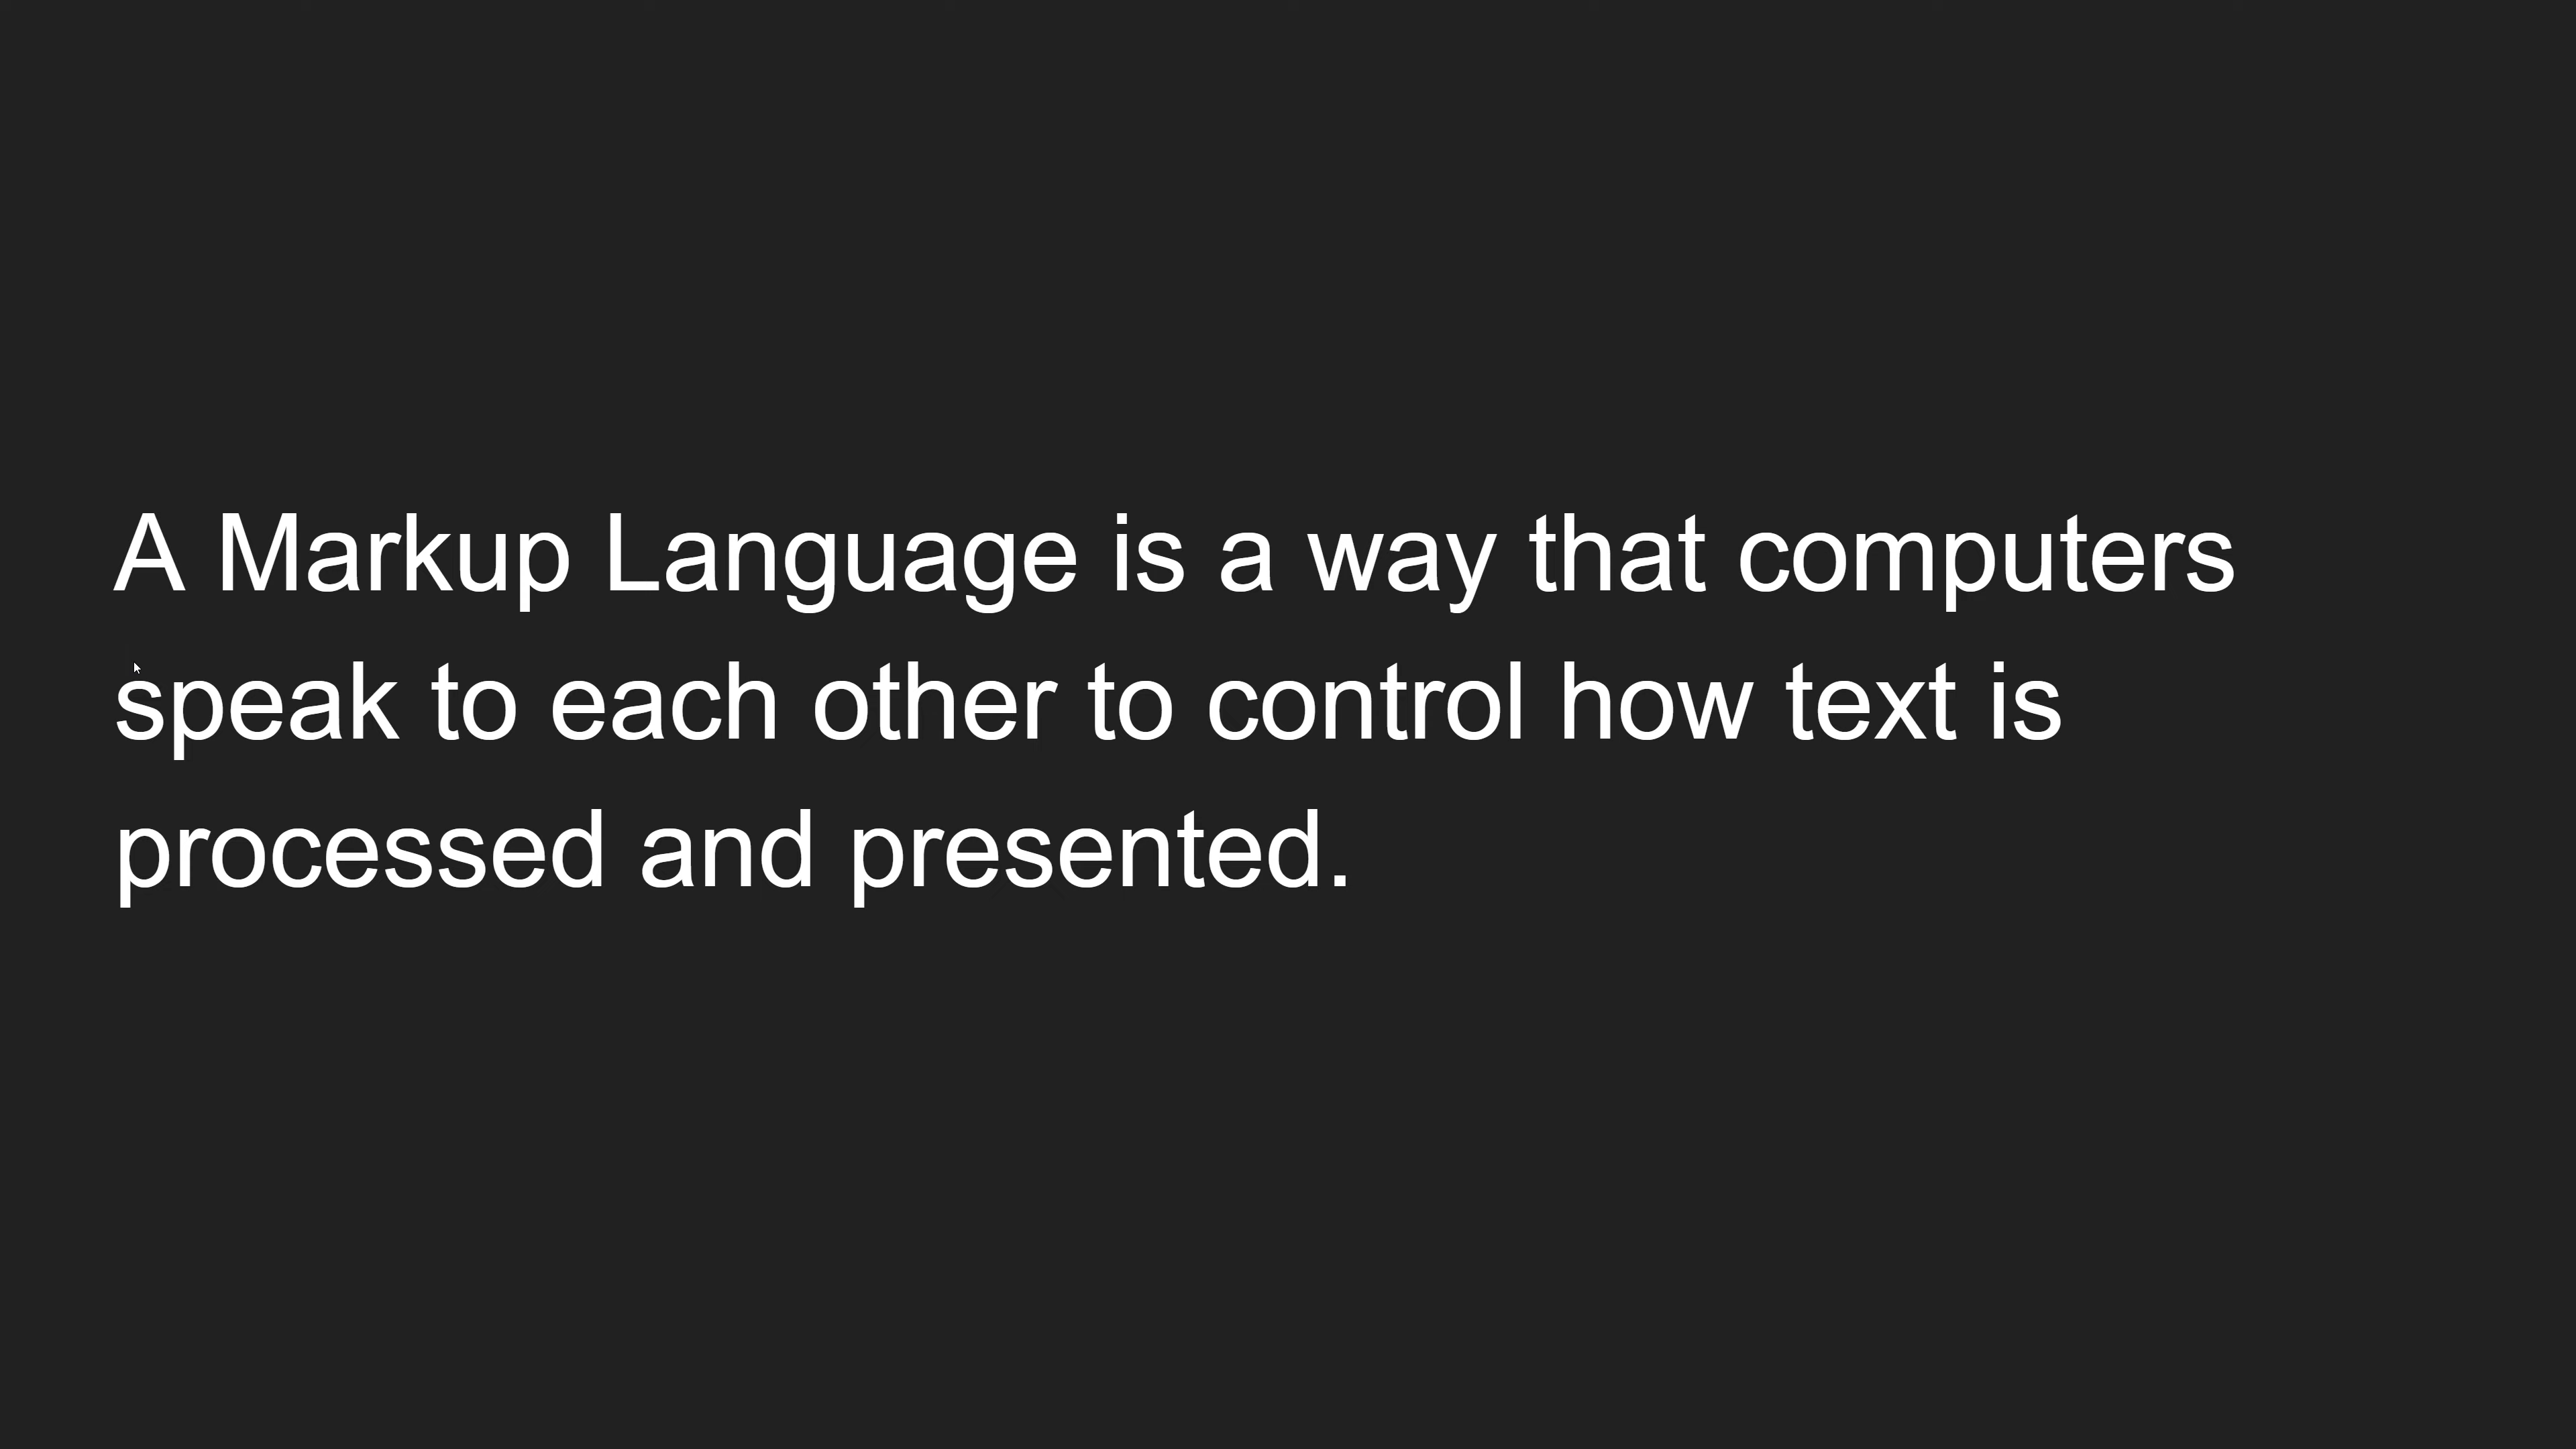 A Markup Language is a way that computers
speak to each other to control how text is
processed and presented.